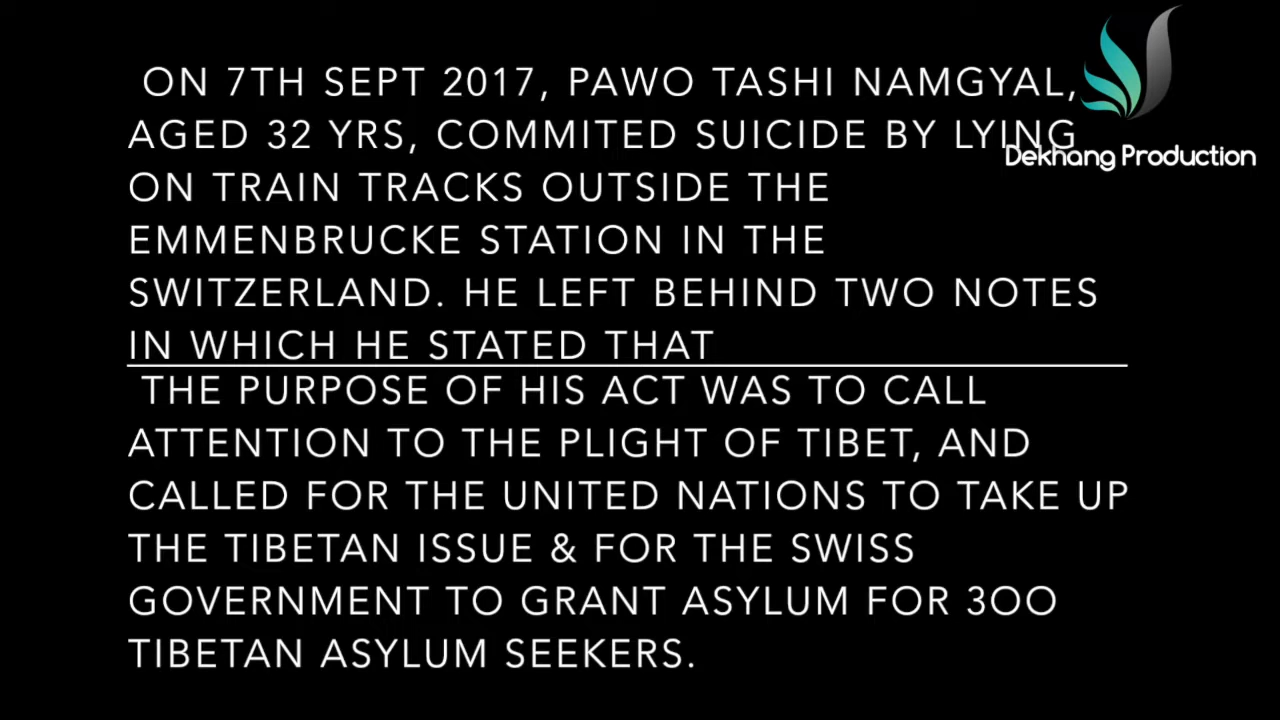 ON 7TH SEPT 2017, PAWO TASHI NAMGYAL,
AGED 32 YRS, COMMITED SUICIDE BY LYING
ON TRAIN TRACKS OUTSIDE THE
EMMENBRUCKE STATION IN THE
SWITZERLAND. HE LEFT BEHIND TWO NOTES
IN WHICH HE STATED THAT
THE PURPOSE OF HIS ACT WAS TO CALL
ATTENTION TO THE PLIGHT OF TIBET, AND
CALLED FOR THE UNITED NATIONS TO TAKE UP
THE TIBETAN ISSUE & FOR THE SWISS
GOVERNMENT TO GRANT ASYLUM FOR 3OO
TIBETAN ASYLUM SEEKERS.
Dekhang Production